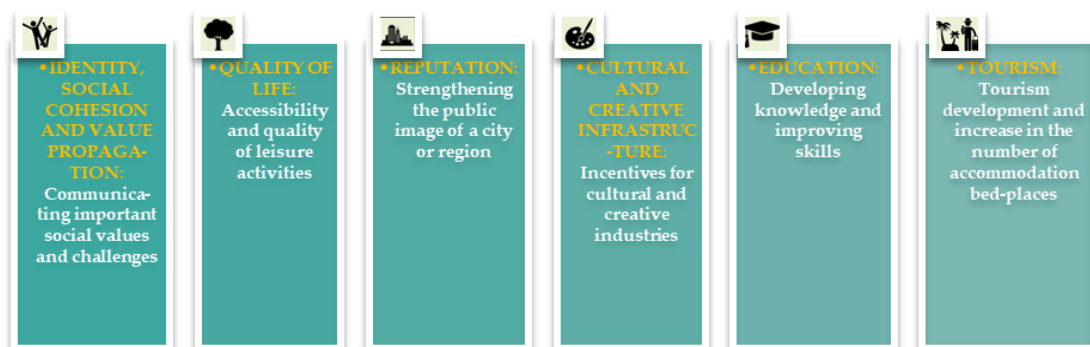 •IDENTITY,
SOCIAL
COHESION
AND VALUE
PROPAGA-
TION:
Communica-
ting important
social values
and challenges
•QUALITY OF
LIFE:
Accessibility
and quality
of leisure
activities
•REPUTATION:
Strengthening
the public
image of a city
or region
•CULTURAL
AND
CREATIVE
INFRASTRUC
-TURE:
Incentives for
cultural and
creative
industries
•EDUCATION:
Developing
knowledge and
improving
skills
•TOURISM:
Tourism
development and
increase in the
number of
accommodation
bed-places